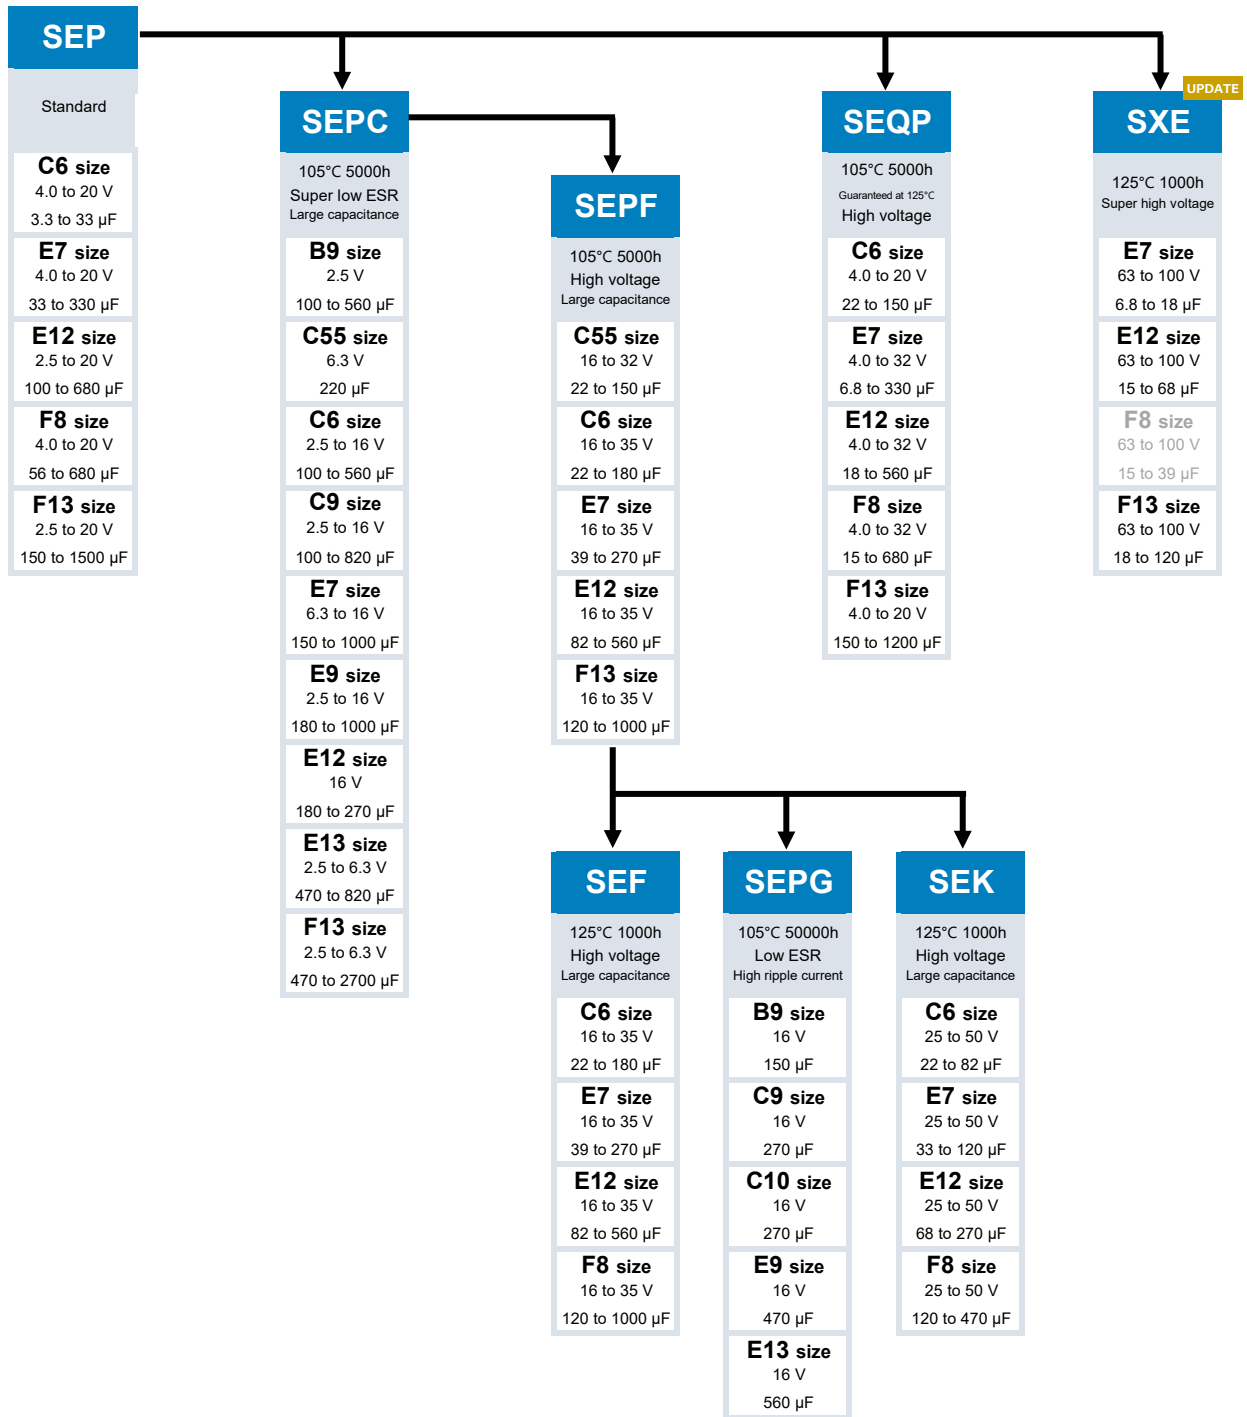 SEP
Standard
C6 size
4.0 to 20 V
3.3 to 33 µF
E7 size
4.0 to 20 V
33 to 330 µF
E12 size
2.5 to 20 V
100 to 680 µF
F8 size
4.0 to 20 V
56 to 680 µF
F13 size
2.5 to 20 V
150 to 1500 µF
SEPC
105°C 5000h
Super low ESR
Large capacitance
B9 size
2.5 V
100 to 560 µF
C55 size
6.3 V
220 µF
C6 size
2.5 to 16 V
100 to 560 µF
C9 size
2.5 to 16 V
100 to 820 µF
E7 size
6.3 to 16 V
150 to 1000 µF
E9 size
2.5 to 16 V
180 to 1000 µF
E12 size
16 V
180 to 270 µF
E13 size
2.5 to 6.3 V
470 to 820 µF
F13 size
2.5 to 6.3 V
470 to 2700 µF
SEPF
105°C 5000h
High voltage
Large capacitance
C55 size
16 to 32 V
22 to 150 µF
C6 size
16 to 35 V
22 to 180 µF
E7 size
16 to 35 V
39 to 270 µF
E12 size
16 to 35 V
82 to 560 µF
F13 size
16 to 35 V
120 to 1000 µF
SEQP
105°C 5000h
Guaranteed at 125°C
High voltage
C6 size
4.0 to 20 V
22 to 150 µF
E7 size
4.0 to 32 V
6.8 to 330 µF
E12 size
4.0 to 32 V
18 to 560 µF
F8 size
4.0 to 32 V
15 to 680 µF
F13 size
4.0 to 20 V
150 to 1200 µF
UPDATE
SXE
125°C 1000h
Super high voltage
E7 size
63 to 100 V
6.8 to 18 µF
E12 size
63 to 100 V
15 to 68 µF
F8 size
63 to 100 V
15 to 39 µF
F13 size
63 to 100 V
18 to 120 µF
SEF
125°C 1000h
High voltage
Large capacitance
C6 size
16 to 35 V
22 to 180 µF
E7 size
16 to 35 V
39 to 270 µF
E12 size
16 to 35 V
82 to 560 µF
F8 size
16 to 35 V
120 to 1000 µF
SEPG
105°C 50000h
Low ESR
High ripple current
B9 size
16 V
150 µF
C9 size
16 V
270 µF
C10 size
16 V
270 µF
E9 size
16 V
470 µF
E13 size
16 V
560 µF
SEK
125°C 1000h
High voltage
Large capacitance
C6 size
25 to 50 V
22 to 82 µF
E7 size
25 to 50 V
33 to 120 µF
E12 size
25 to 50 V
68 to 270 µF
F8 size
25 to 50 V
120 to 470 µF